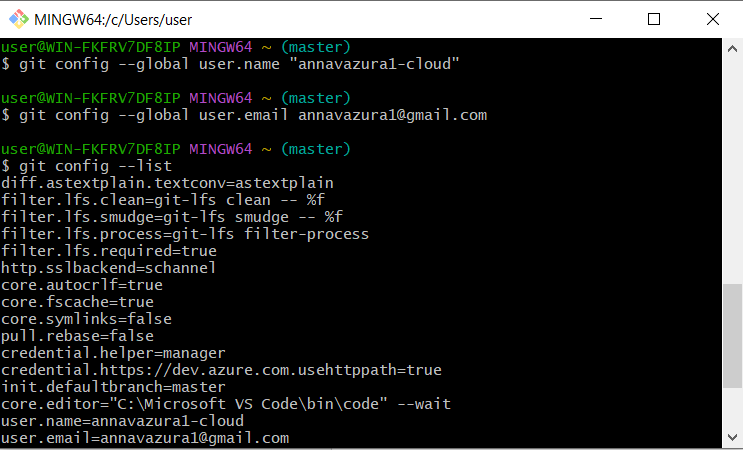 MINGW64:/c/Users/user
user@WIN-FKFRV7DF8IP MINGW64 ~ (master)
$ git config --global user.name "annavazura1-cloud"
user@WIN-FKFRV7DF8IP MINGW64 ~ (master)
$ git config --global user.email annavazura1@gmail.com
user@WIN-FKFRV7DF8IP MINGW64 ~ (master)
$ git config --list
diff.astextplain.textconv=astextplain
filter.lfs.clean=git-lfs clean -- %f
filter.lfs.smudge=git-lfs smudge -- %f
filter.lfs.process=git-lfs filter-process
filter.lfs.required=true
http.sslbackend=schannel
core.autocrlf=true
core.fscache=true
core.symlinks=false
pull.rebase=false
credential.helper=manager
credential.https://dev.azure.com.usehttppath=true
init.defaultbranch=master
core.editor="C:\Microsoft VS Code\bin\code" --wait
user.name=annavazura1-cloud
user.email=annavazura1@gmail.com